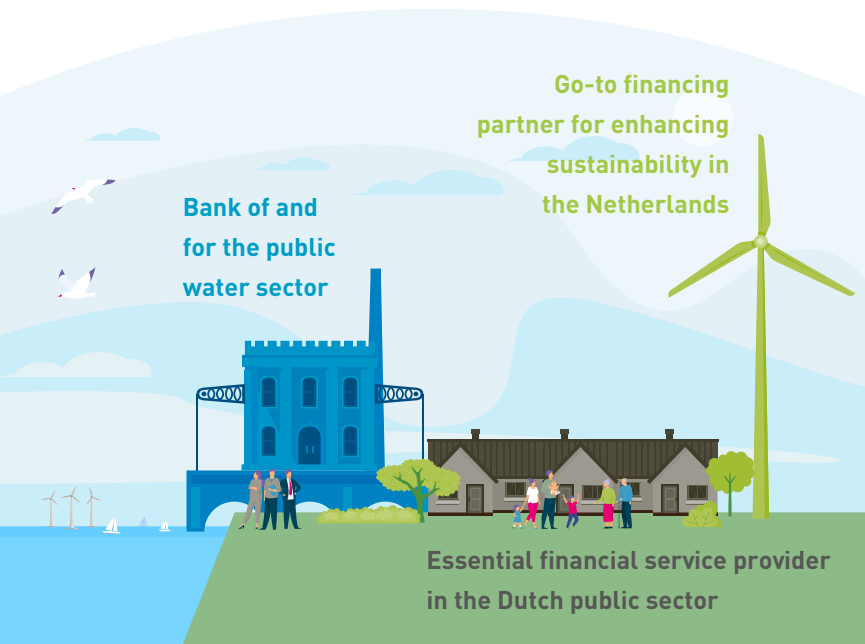 Go-to financing
partner for enhancing
sustainability in
the Netherlands
Bank of and
for the public
water sector
Essential financial service provider
in the Dutch public sector